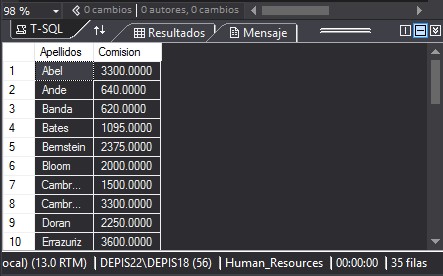 98 % 0 cambios | 0 autores, 0 cambios
T-SQL Resultados Mensaje
Apellidos Comision
1 Abel 3300.0000
2 Ande 640.0000
3 Banda 620.0000
4 Bates 1095.0000
5 Bernstein 2375.0000
6 Bloom 2000.0000
7 Cambr... 1500.0000
8 Cambr... 3300.0000
9 Doran 2250.0000
10 Errazuriz 3600.0000
ocal) (13.0 RTM) | DEPIS22\DEPIS18 (56) | Human_Resources | 00:00:00 | 35 filas